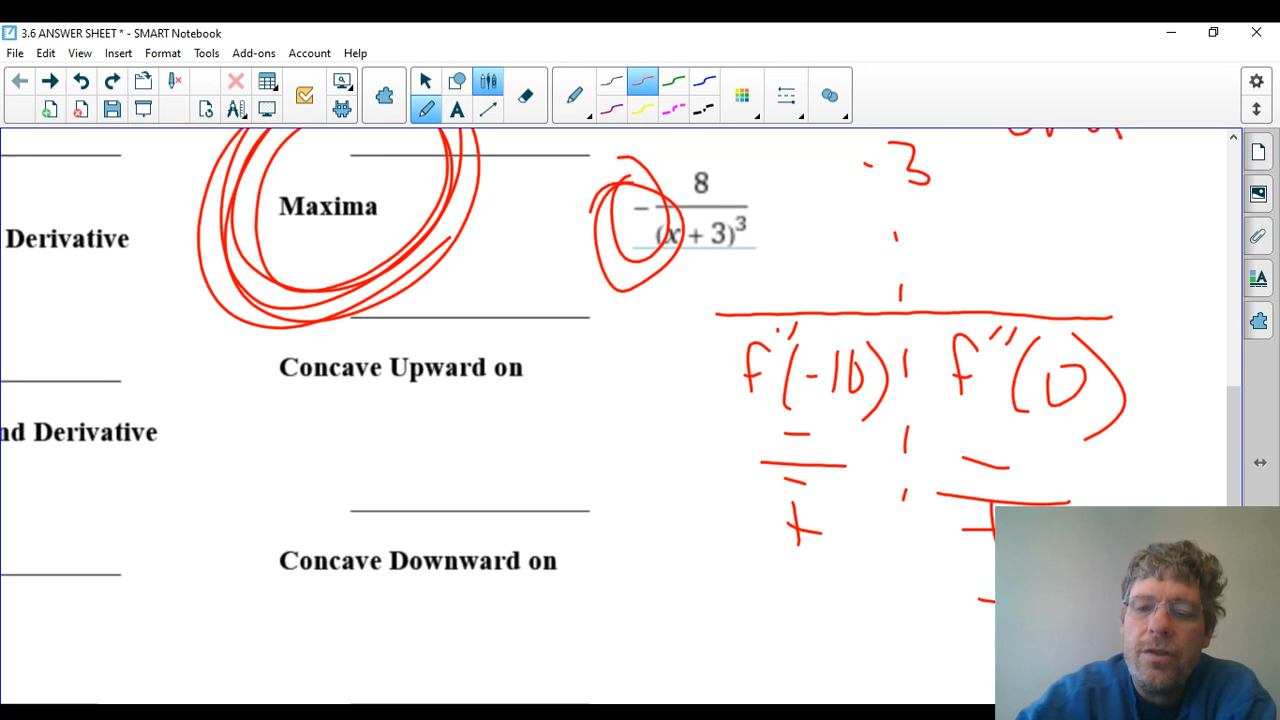 3.6 ANSWER SHEET * - SMART Notebook
File Edit View Insert Format Tools Add-ons Account Help
- 3
8
Maxima
- (x + 3)³
Derivative
f''(-10) f''(0)
Concave Upward on
nd Derivative
- -
- +
+ -
Concave Downward on